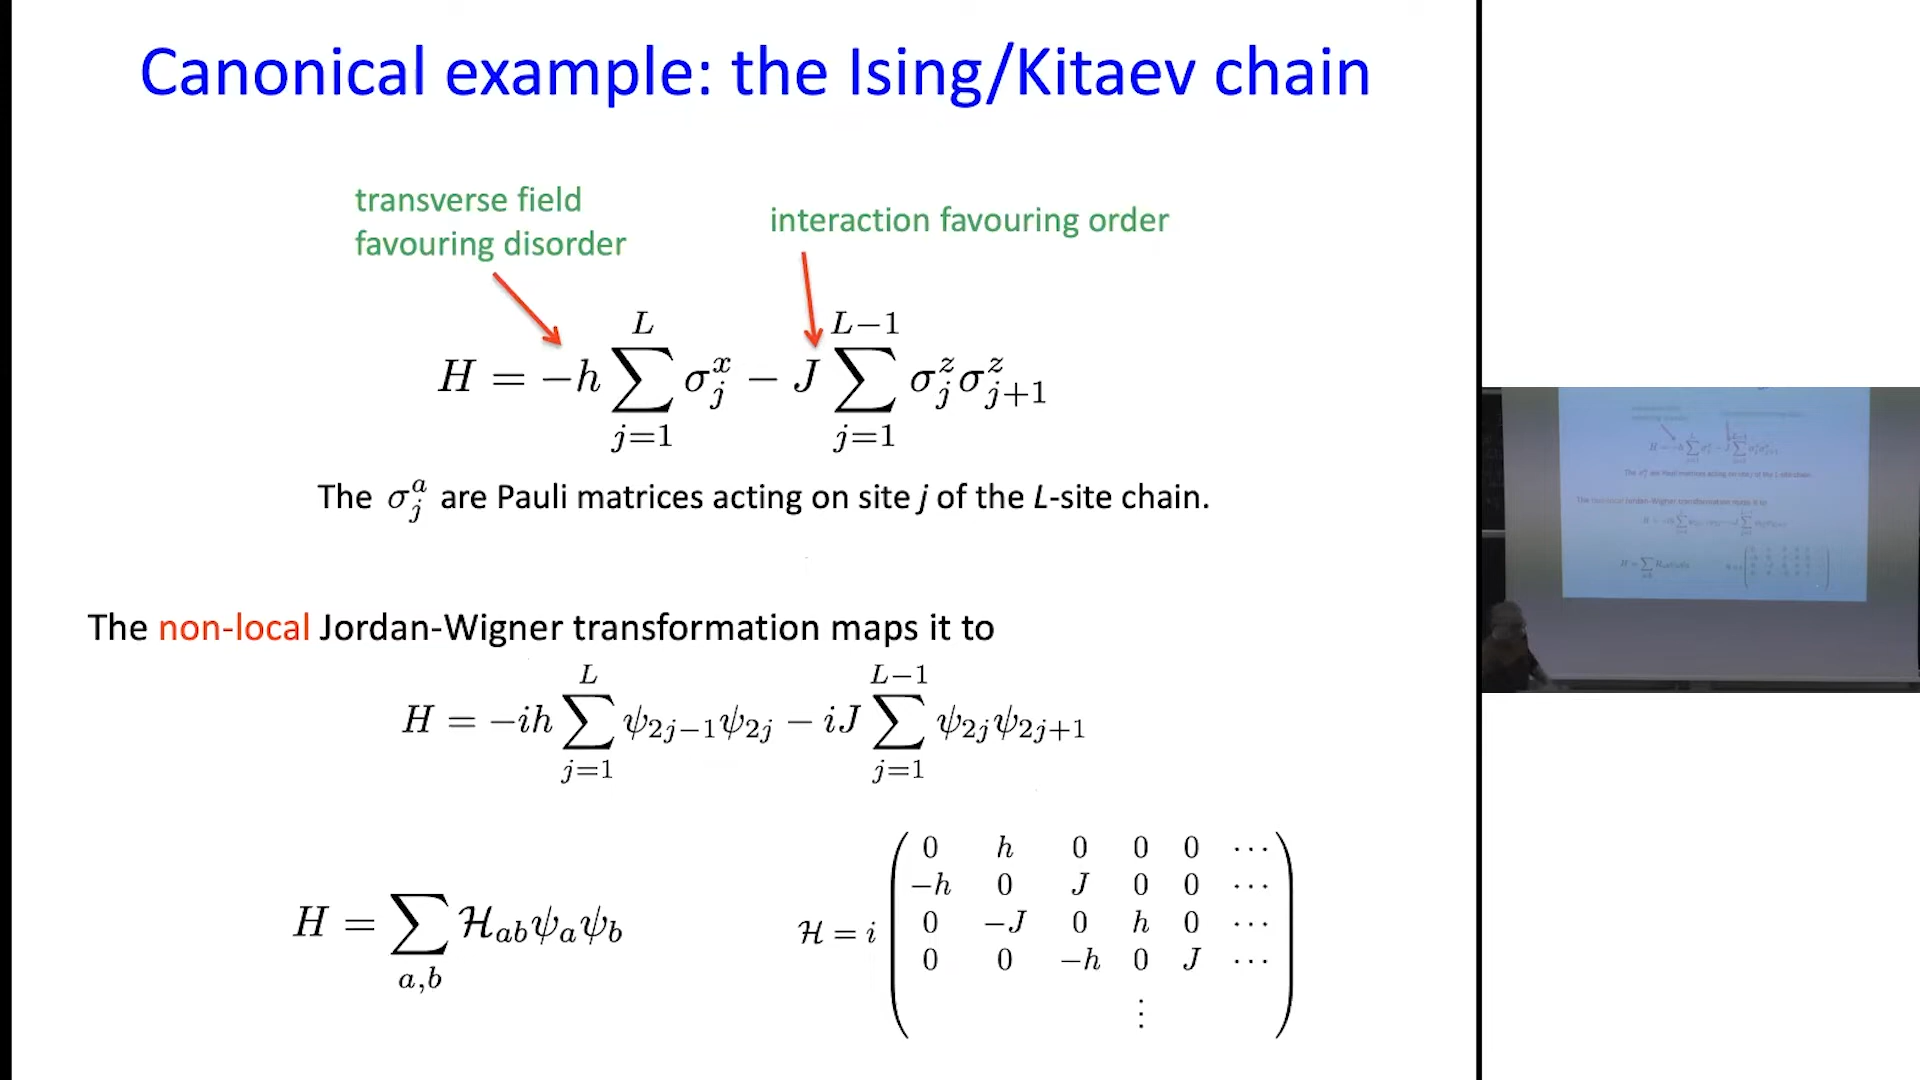 Canonical example: the Ising/Kitaev chain
transverse field
favouring disorder
interaction favouring order
H = −h ∑_{j=1}^{L} σ_j^x − J ∑_{j=1}^{L−1} σ_j^z σ_{j+1}^z
The σ_j^a are Pauli matrices acting on site j of the L-site chain.
The non-local Jordan-Wigner transformation maps it to
H = −ih ∑_{j=1}^{L} ψ_{2j−1}ψ_{2j} − iJ ∑_{j=1}^{L−1} ψ_{2j}ψ_{2j+1}
H = ∑_{a,b} ℋ_{ab}ψ_aψ_b
ℋ = i
0 h 0 0 0 ⋯
−h 0 J 0 0 ⋯
0 −J 0 h 0 ⋯
0 0 −h 0 J ⋯
⋮